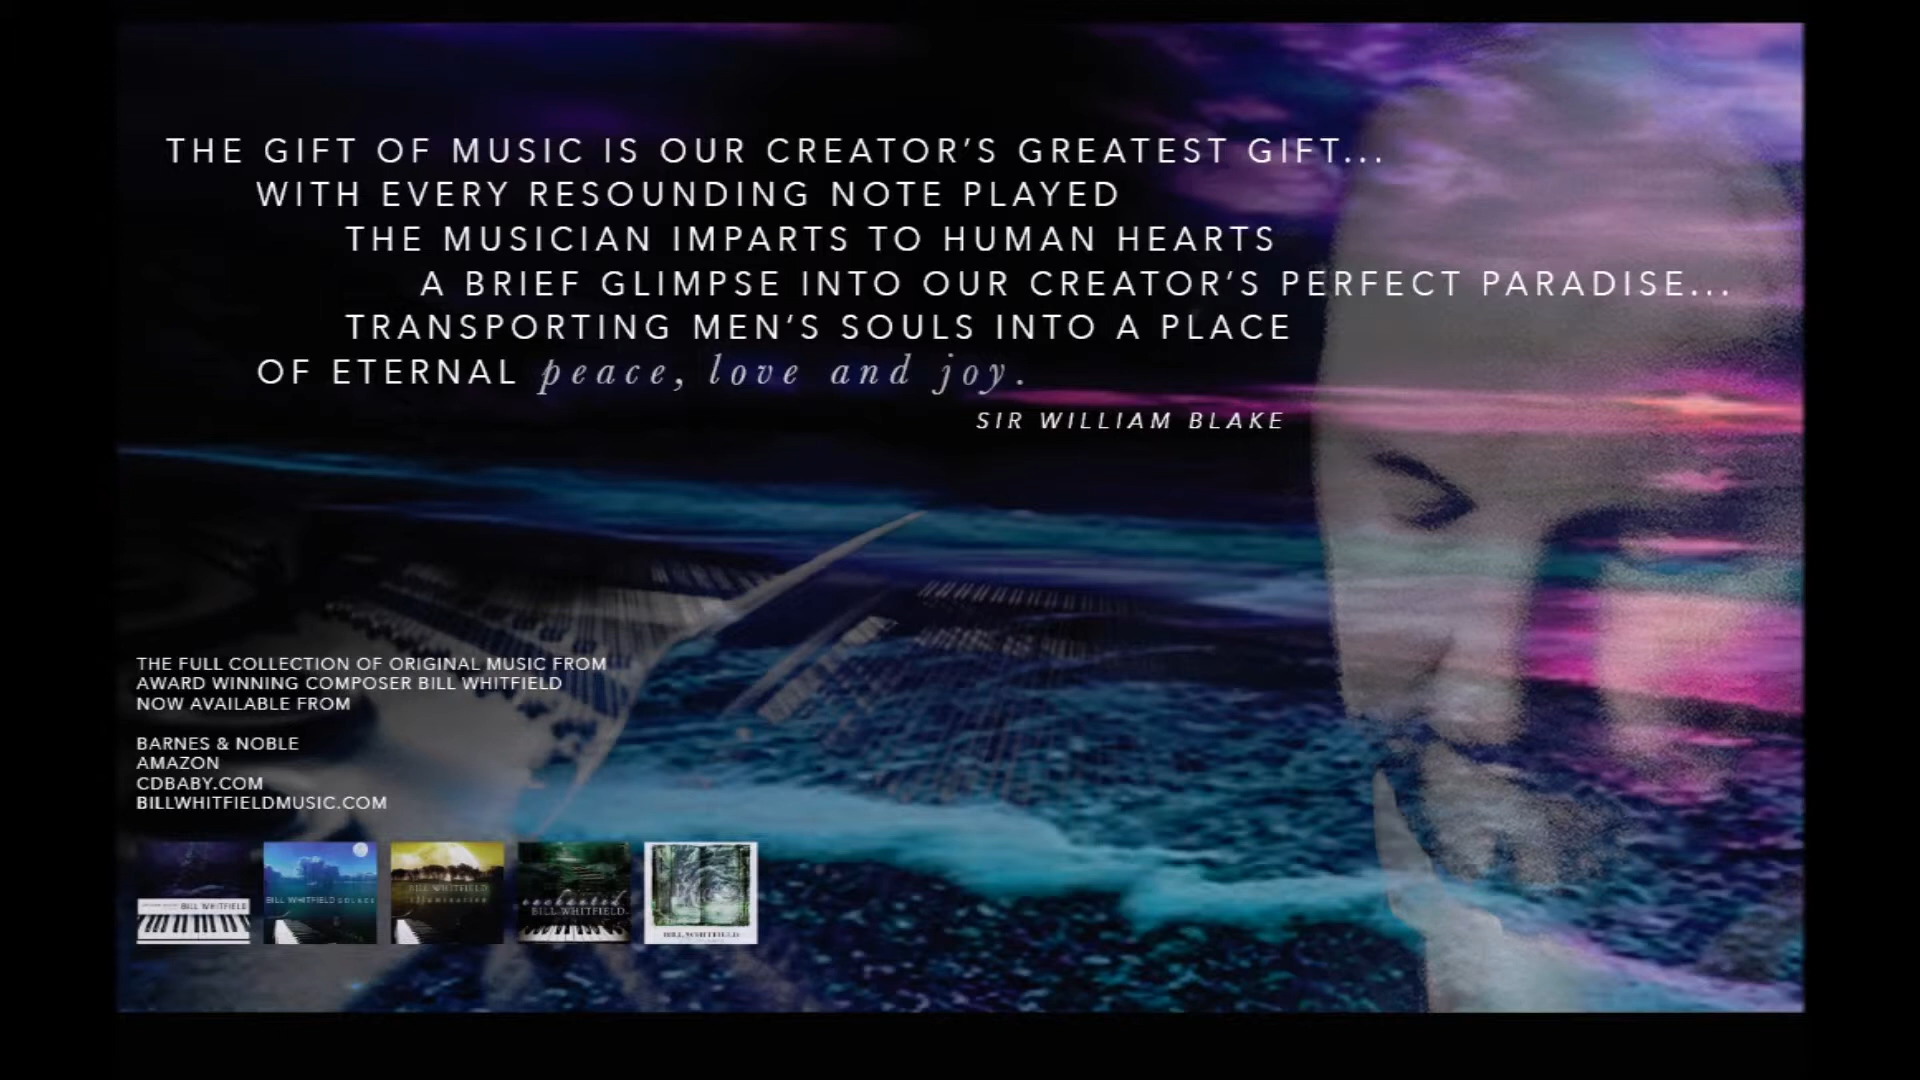 THE GIFT OF MUSIC IS OUR CREATOR'S GREATEST GIFT...
WITH EVERY RESOUNDING NOTE PLAYED
THE MUSICIAN IMPARTS TO HUMAN HEARTS
A BRIEF GLIMPSE INTO OUR CREATOR'S PERFECT PARADISE...
TRANSPORTING MEN'S SOULS INTO A PLACE
OF ETERNAL peace, love and joy.
SIR WILLIAM BLAKE
THE FULL COLLECTION OF ORIGINAL MUSIC FROM
AWARD WINNING COMPOSER BILL WHITFIELD
NOW AVAILABLE FROM
BARNES & NOBLE
AMAZON
CDBABY.COM
BILLWHITFIELDMUSIC.COM
BILL WHITFIELD
BILL WHITFIELD SOLACE
BILL WHITFIELD
illumination
enchanted
BILL WHITFIELD
BILL WHITFIELD